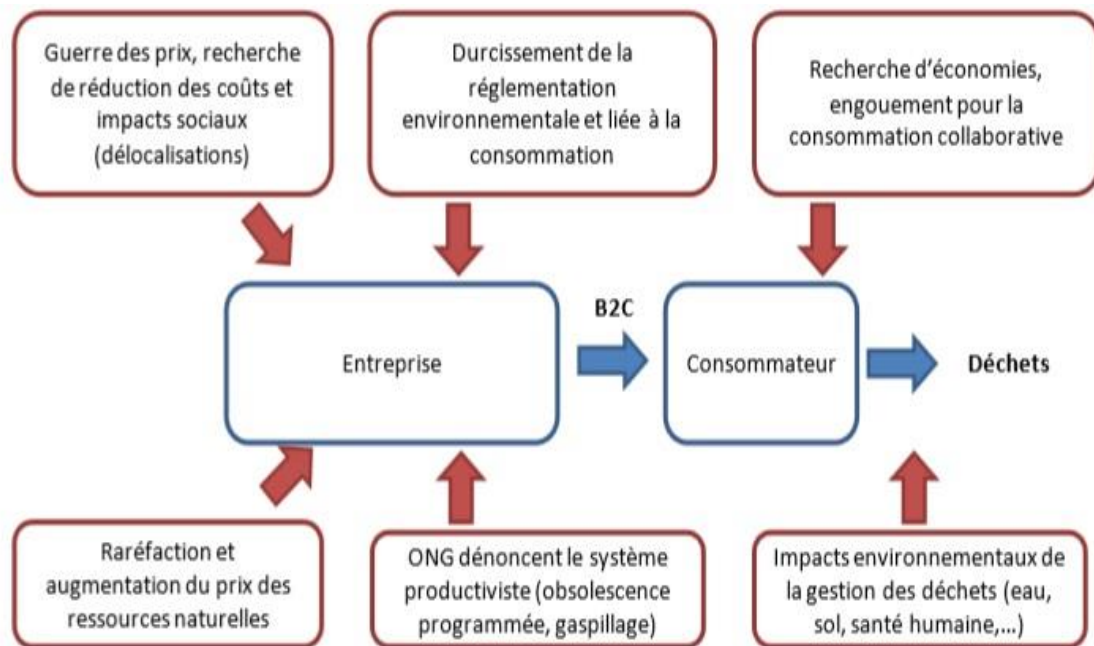 Guerre des prix, recherche
de réduction des coûts et
impacts sociaux
(délocalisations)
Durcissement de la
réglementation
environnementale et liée à la
consommation
Recherche d'économies,
engouement pour la
consommation collaborative
Entreprise
B2C
Consommateur
Déchets
Raréfaction et
augmentation du prix des
ressources naturelles
ONG dénoncent le système
productiviste (obsolescence
programmée, gaspillage)
Impacts environnementaux de
la gestion des déchets (eau,
sol, santé humaine,...)